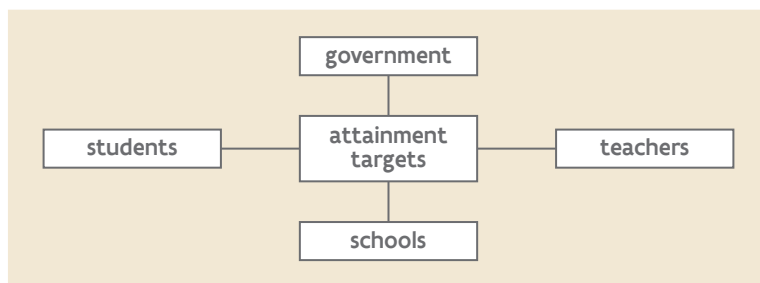 government
students
attainment
targets
teachers
schools